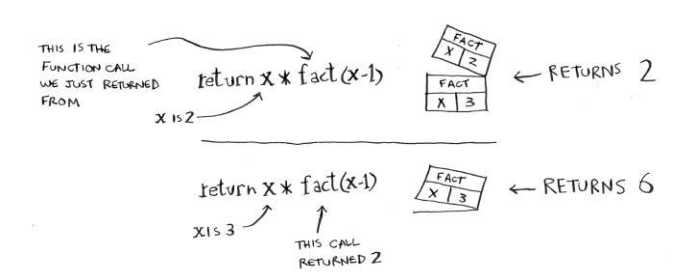 THIS IS THE
FUNCTION CALL
WE JUST RETURNED
FROM
return x * fact(x-1)
X IS 2
FACT
X 2
FACT
X 3
← RETURNS 2
return x * fact(x-1)
X IS 3
THIS CALL
RETURNED 2
FACT
X 3
← RETURNS 6